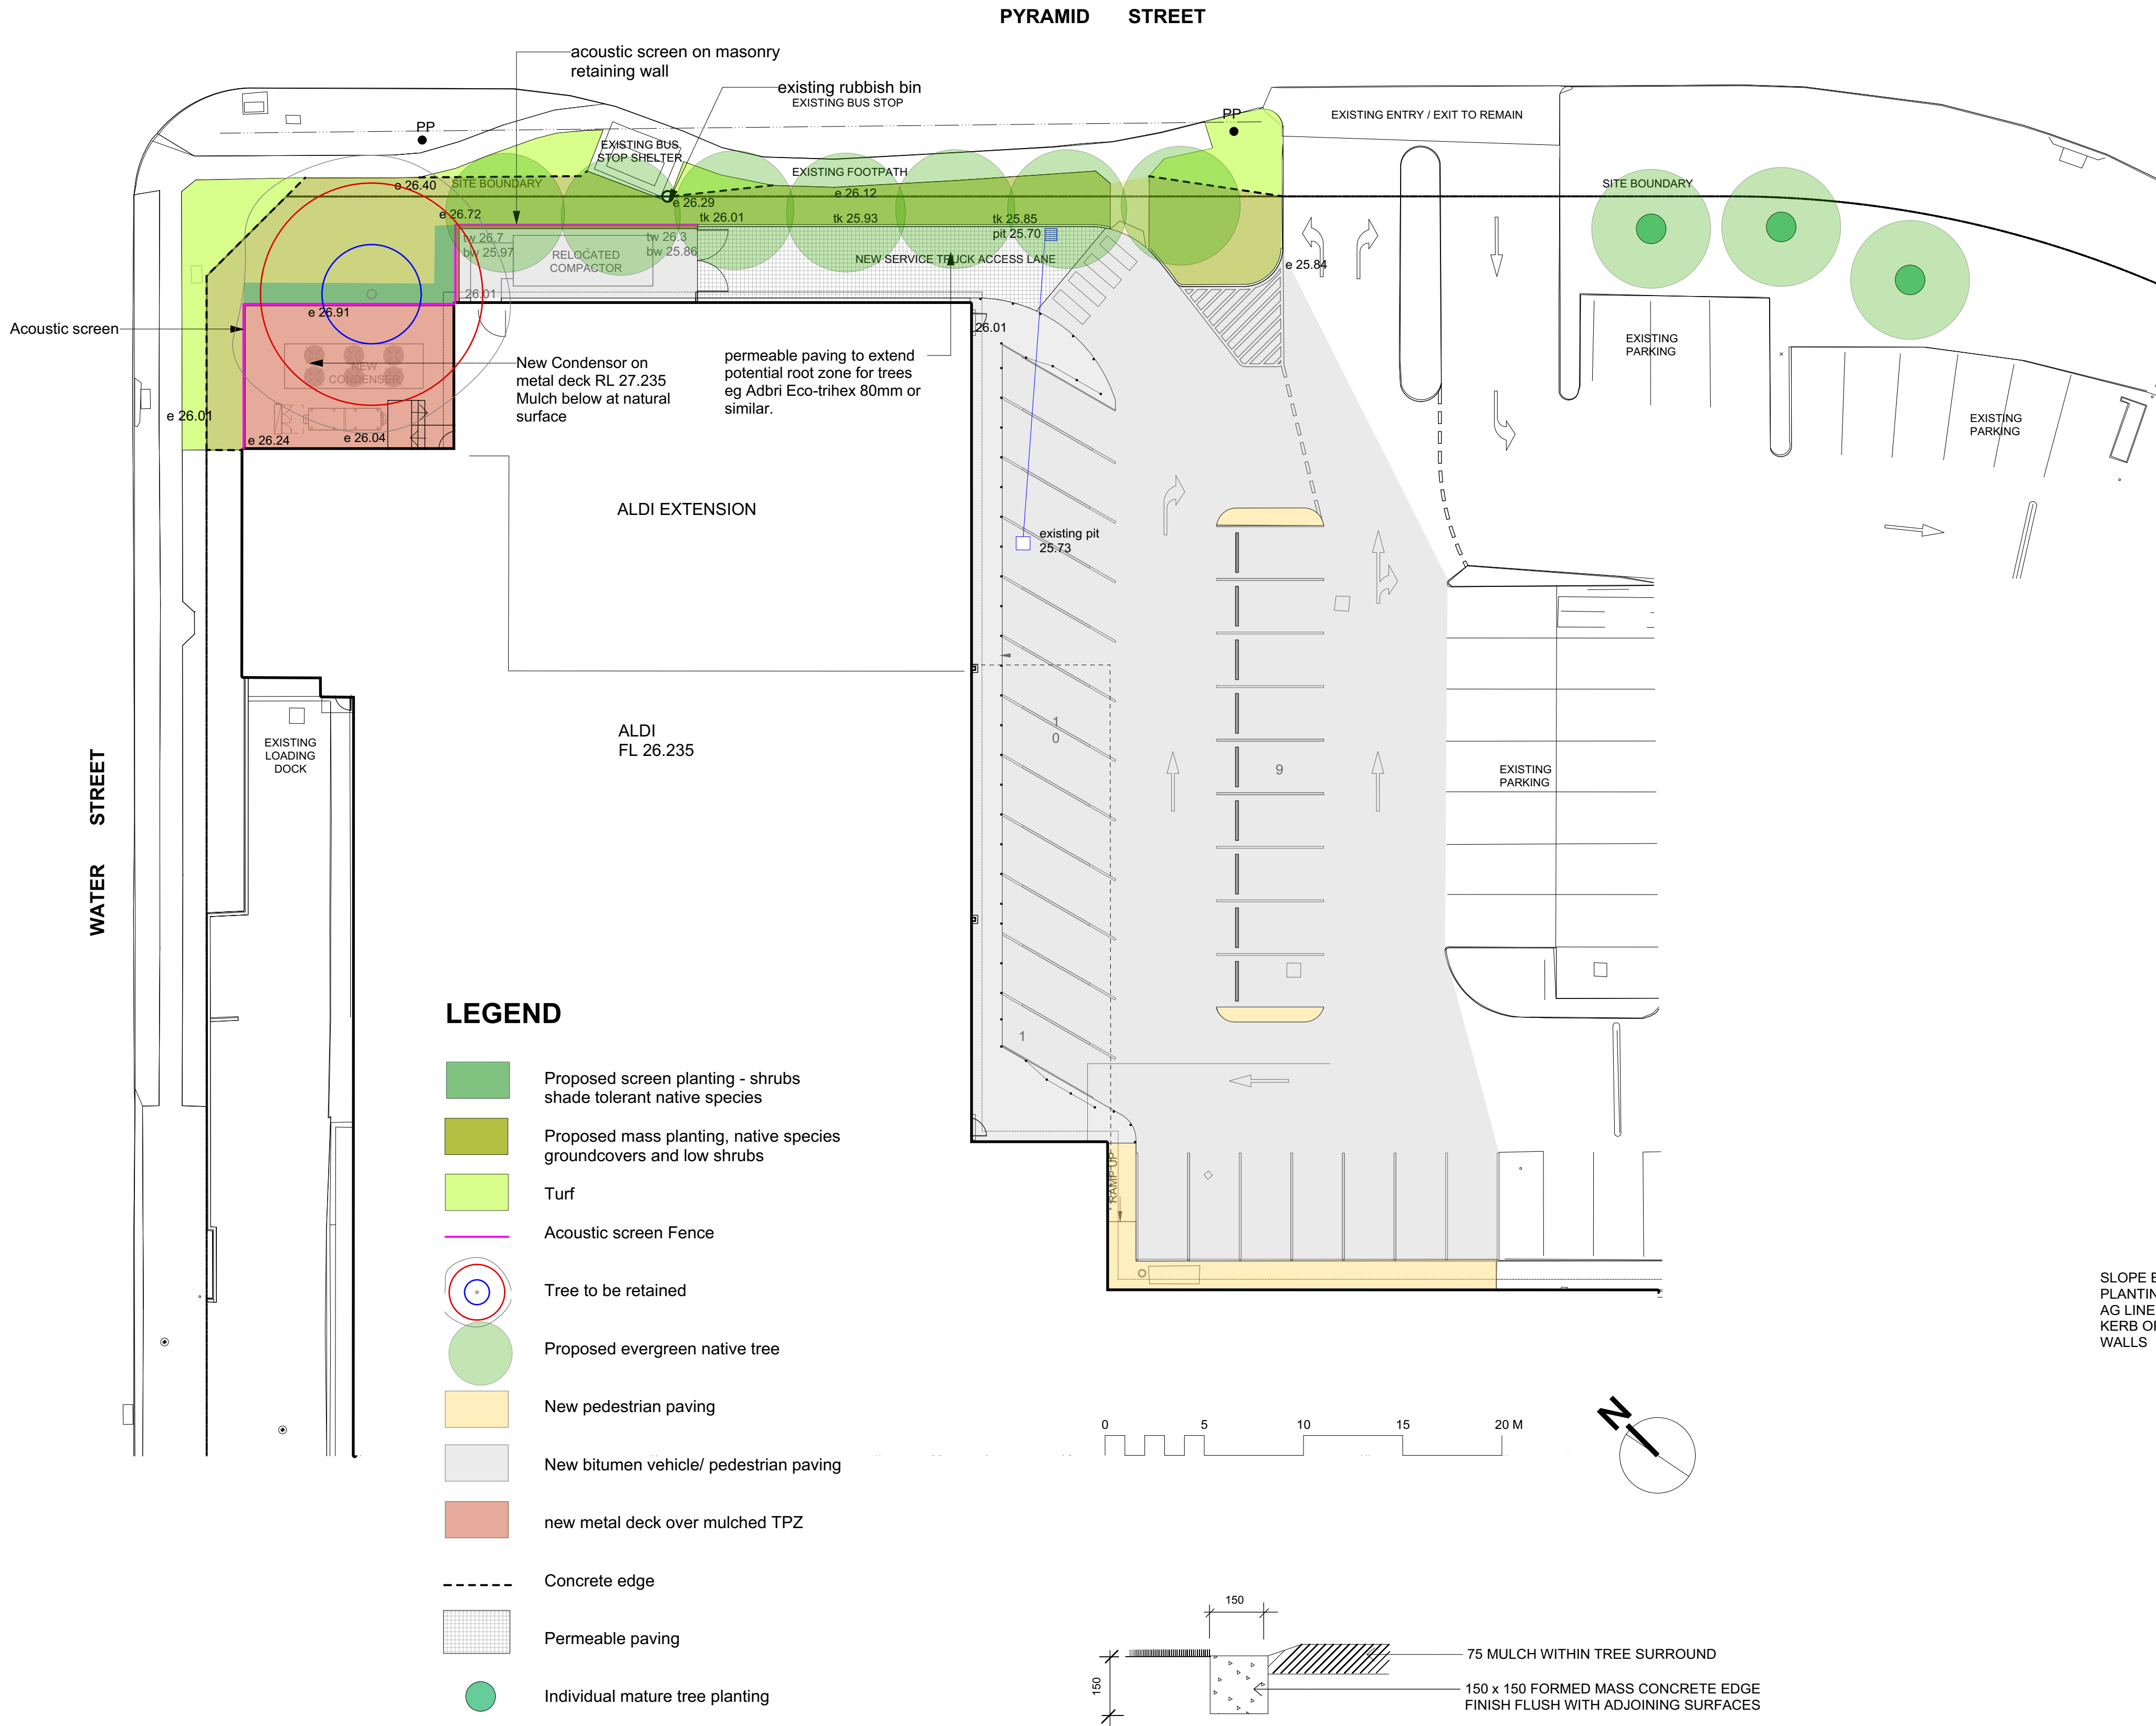 PYRAMID STREET
acoustic screen on masonry
retaining wall
existing rubbish bin
EXISTING BUS STOP
PP
PP
EXISTING ENTRY / EXIT TO REMAIN
EXISTING BUS
STOP SHELTER
EXISTING FOOTPATH
SITE BOUNDARY
SITE BOUNDARY
e 26.40
e 26.29
e 26.12
e 26.72
tk 26.01
tk 25.93
tk 25.85
pit 25.70
tw 26.7
bw 25.97
tw 26.3
bw 25.86
RELOCATED
COMPACTOR
NEW SERVICE TRUCK ACCESS LANE
e 25.84
26.01
e 26.91
26.01
Acoustic screen
NEW
CONDENSER
New Condensor on
metal deck RL 27.235
Mulch below at natural
surface
permeable paving to extend
potential root zone for trees
eg Adbri Eco-trihex 80mm or
similar.
EXISTING
PARKING
EXISTING
PARKING
e 26.01
e 26.24
e 26.04
ALDI EXTENSION
existing pit
25.73
ALDI
FL 26.235
1
0
9
EXISTING
PARKING
EXISTING
LOADING
DOCK
WATER STREET
1
RAMP UP
LEGEND
Proposed screen planting - shrubs
shade tolerant native species
Proposed mass planting, native species
groundcovers and low shrubs
Turf
Acoustic screen Fence
Tree to be retained
Proposed evergreen native tree
New pedestrian paving
New bitumen vehicle/ pedestrian paving
new metal deck over mulched TPZ
Concrete edge
Permeable paving
Individual mature tree planting
0 5 10 15 20 M
N
SLOPE
AG LINE
KERB
WALLS
150
150
75 MULCH WITHIN TREE SURROUND
150 x 150 FORMED MASS CONCRETE EDGE
FINISH FLUSH WITH ADJOINING SURFACES